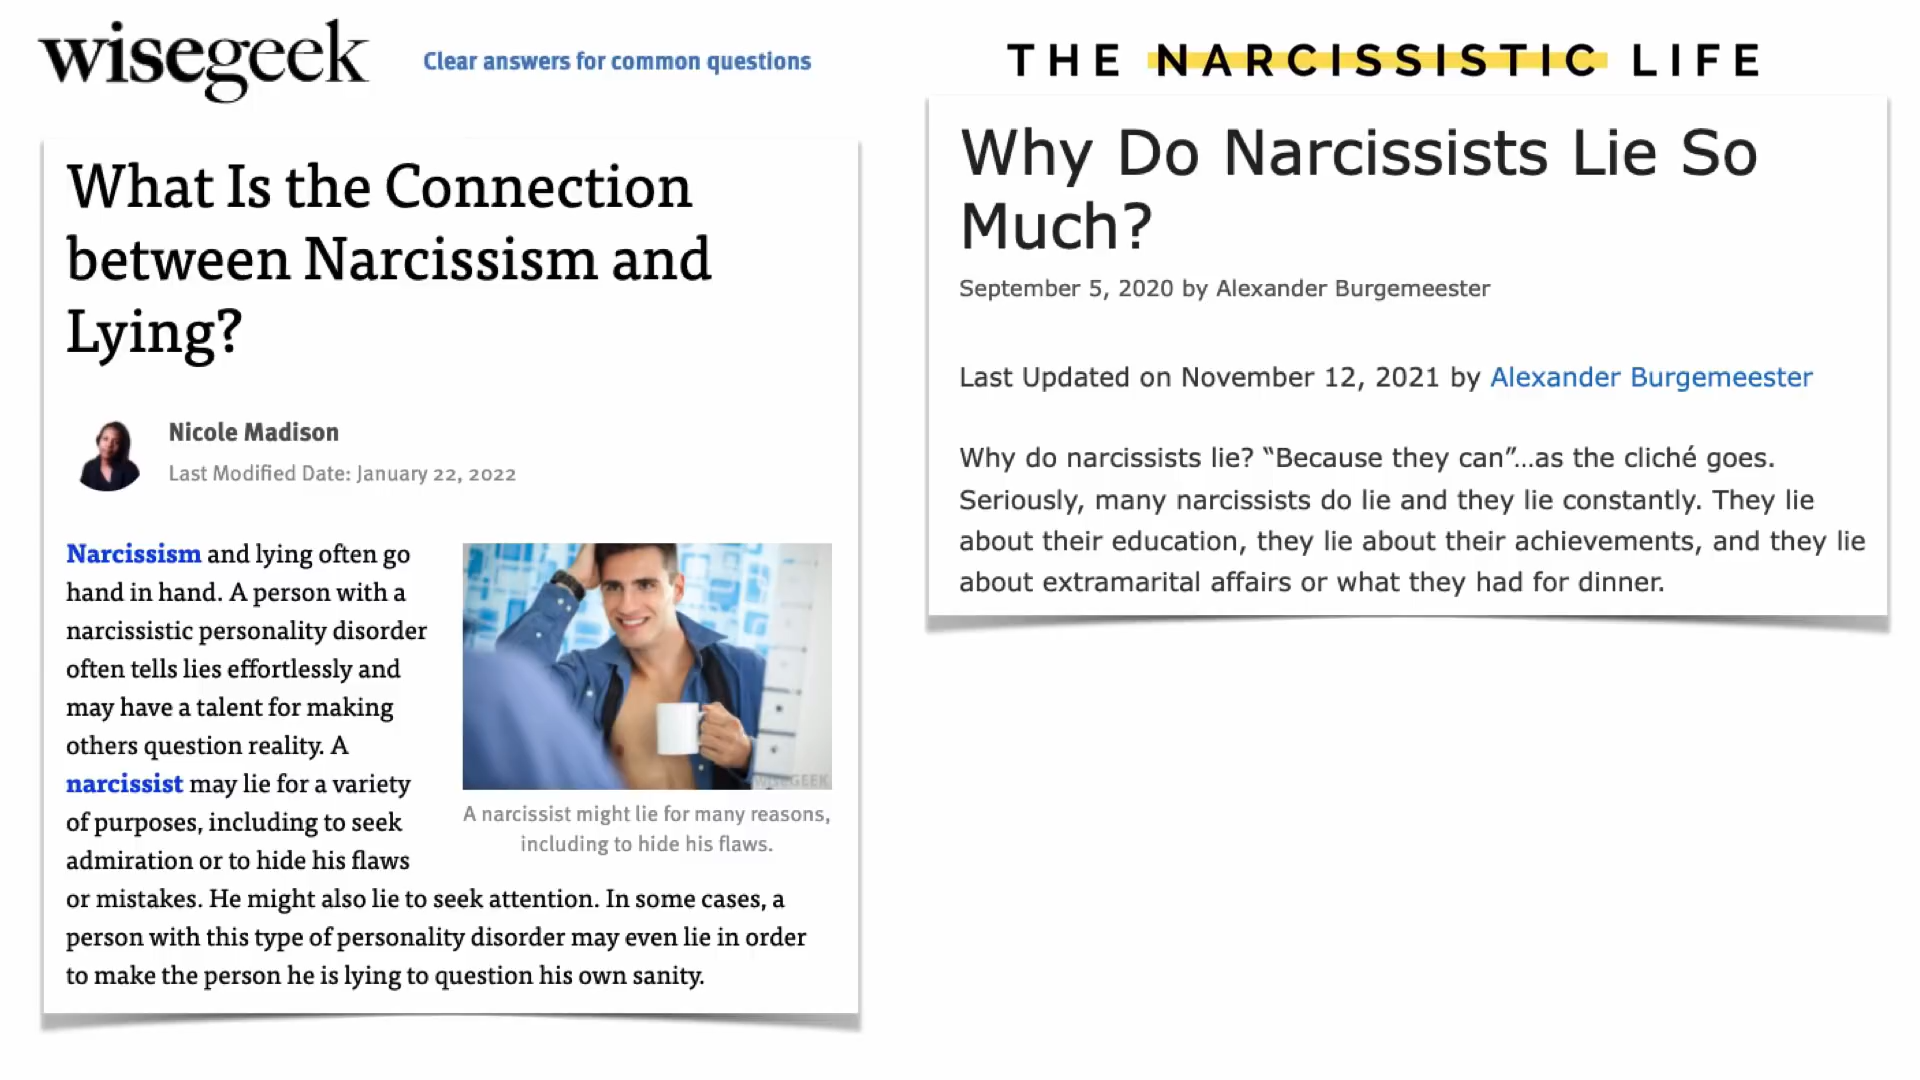 wisegeek
Clear answers for common questions
What Is the Connection
between Narcissism and
Lying?
Nicole Madison
Last Modified Date: January 22, 2022
Narcissism and lying often go
hand in hand. A person with a
narcissistic personality disorder
often tells lies effortlessly and
may have a talent for making
others question reality. A
narcissist may lie for a variety
of purposes, including to seek
admiration or to hide his flaws
or mistakes. He might also lie to seek attention. In some cases, a
person with this type of personality disorder may even lie in order
to make the person he is lying to question his own sanity.
wiseGEEK
A narcissist might lie for many reasons,
including to hide his flaws.
THE NARCISSISTIC LIFE
Why Do Narcissists Lie So
Much?
September 5, 2020 by Alexander Burgemeester
Last Updated on November 12, 2021 by Alexander Burgemeester
Why do narcissists lie? “Because they can”…as the cliché goes.
Seriously, many narcissists do lie and they lie constantly. They lie
about their education, they lie about their achievements, and they lie
about extramarital affairs or what they had for dinner.